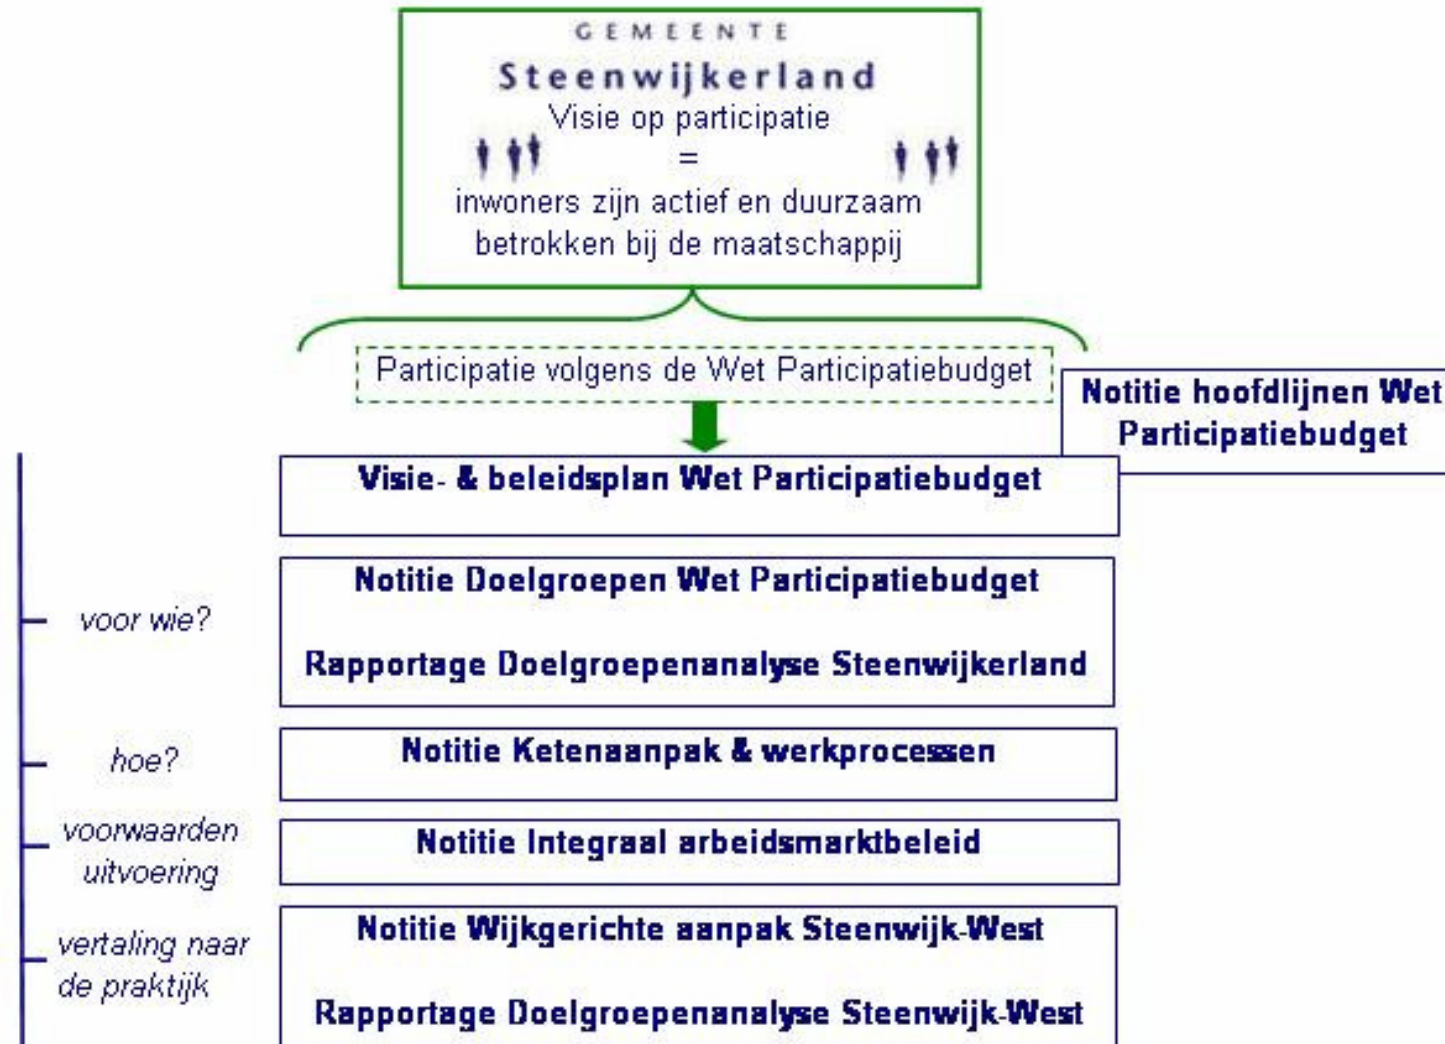 GEMEENTE
Steenwijkerland
Visie op participatie
=
inwoners zijn actief en duurzaam
betrokken bij de maatschappij
Participatie volgens de Wet Participatiebudget
Notitie hoofdlijnen Wet
Participatiebudget
Visie- & beleidsplan Wet Participatiebudget
voor wie?
Notitie Doelgroepen Wet Participatiebudget
Rapportage Doelgroepenanalyse Steenwijkerland
hoe?
Notitie Ketenaanpak & werkprocessen
voorwaarden
uitvoering
Notitie Integraal arbeidsmarktbeleid
vertaling naar
de praktijk
Notitie Wijkgerichte aanpak Steenwijk-West
Rapportage Doelgroepenanalyse Steenwijk-West